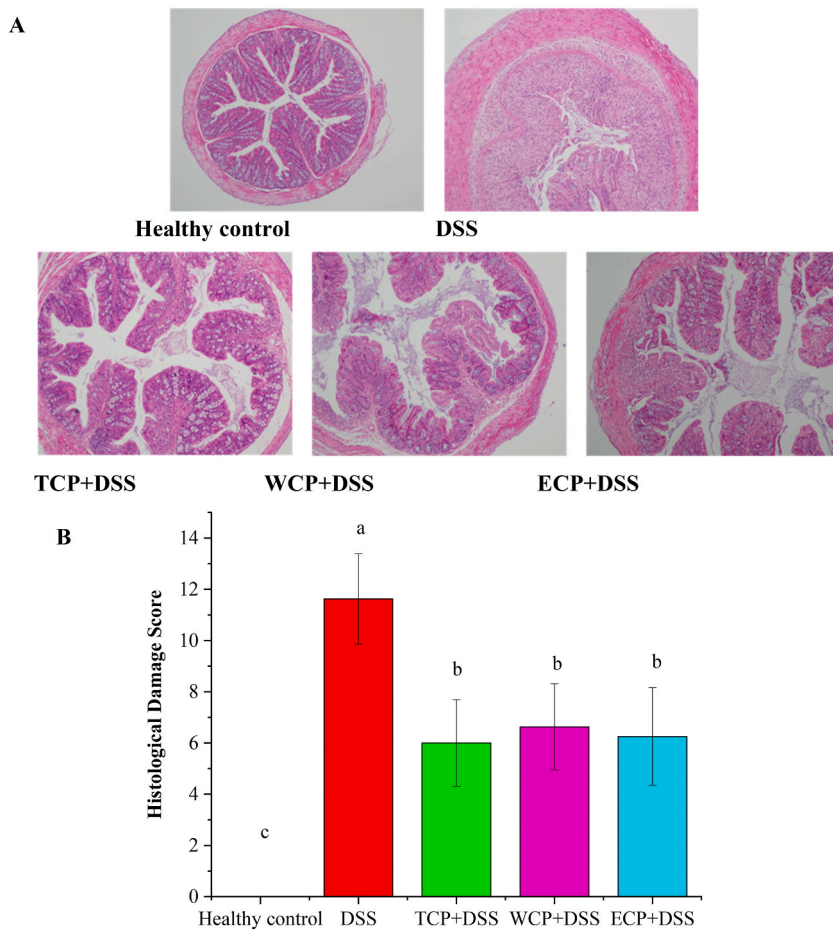 A
Healthy control DSS
TCP+DSS WCP+DSS ECP+DSS
B
Histological Damage Score
14
12
10
8
6
4
2
0
a
b b b
c
Healthy control DSS TCP+DSS WCP+DSS ECP+DSS